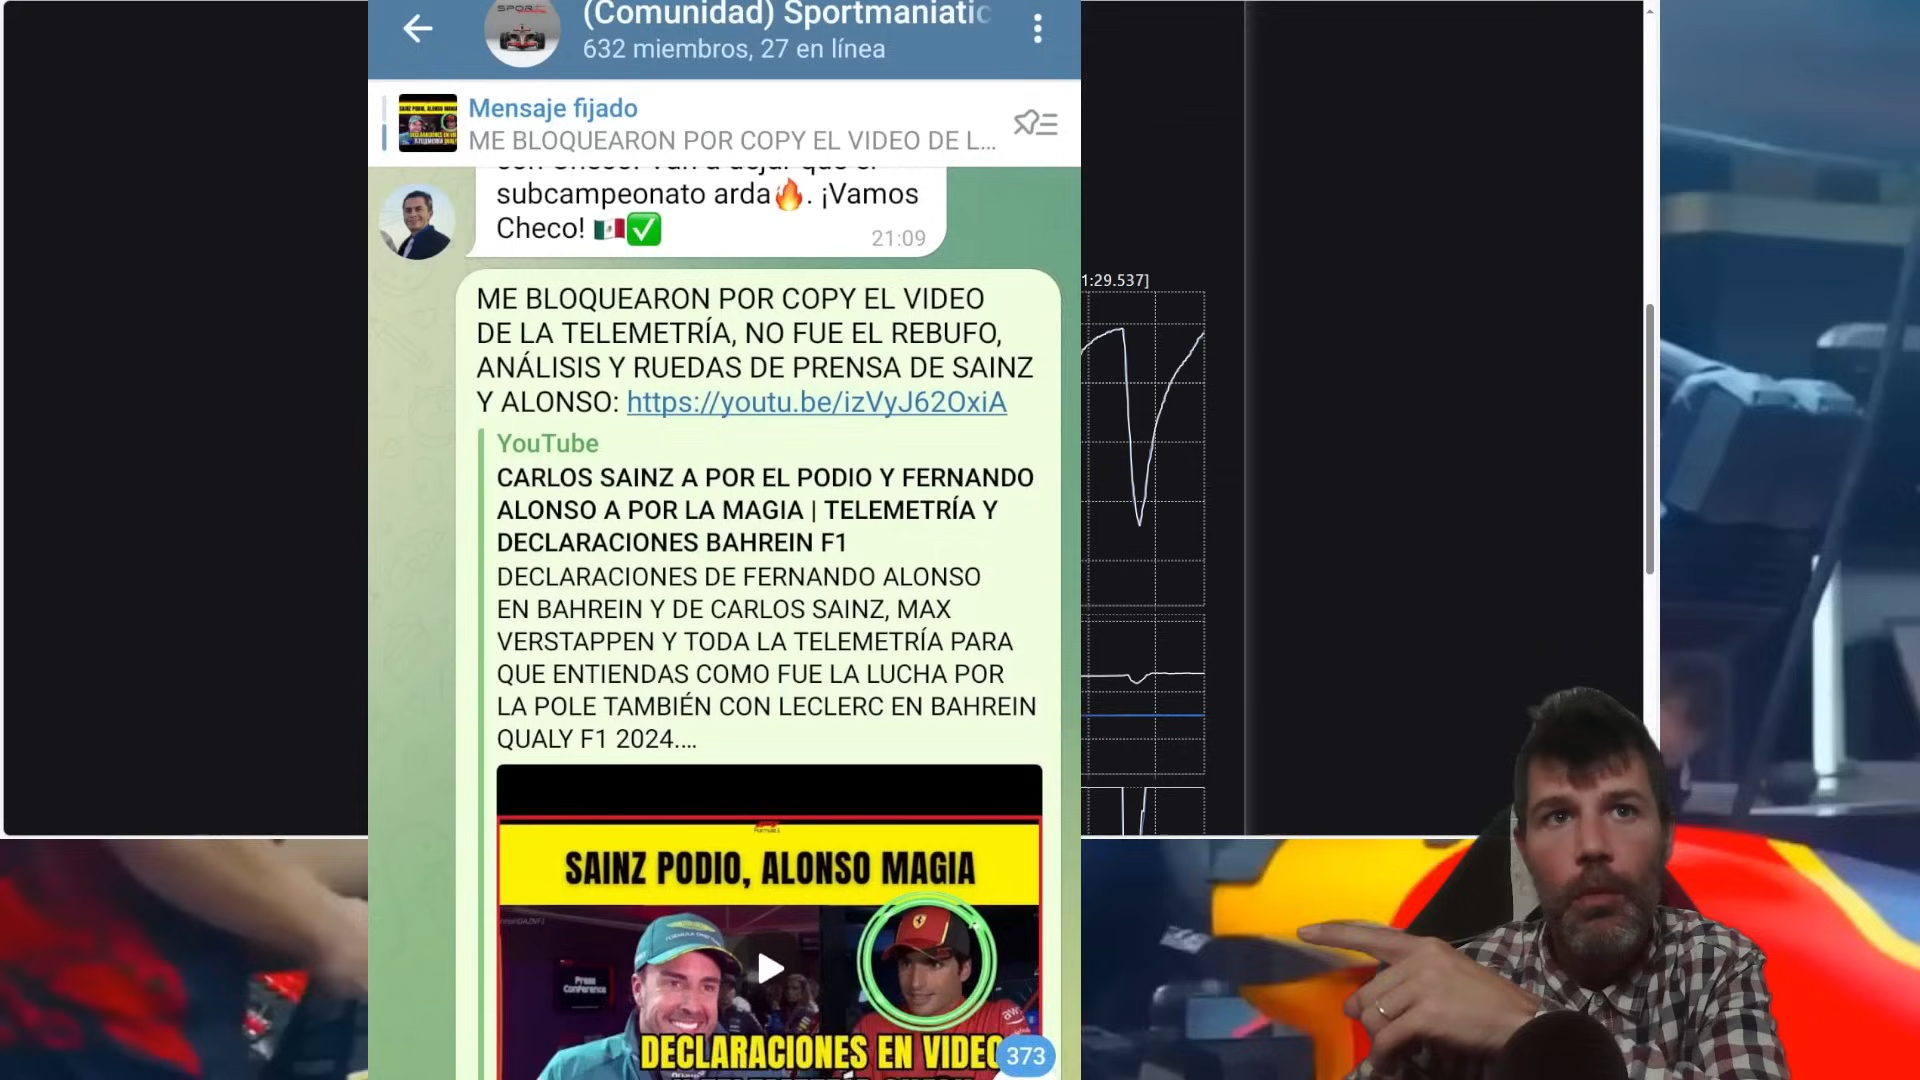 (Comunidad) Sportmaniatic
632 miembros, 27 en línea
Mensaje fijado
ME BLOQUEARON POR COPY EL VIDEO DE L...
subcampeonato arda🔥. ¡Vamos
Checo! 🇲🇽✅
21:09
ME BLOQUEARON POR COPY EL VIDEO
DE LA TELEMETRÍA, NO FUE EL REBUFO,
ANÁLISIS Y RUEDAS DE PRENSA DE SAINZ
Y ALONSO: https://youtu.be/izVyJ62OxiA
YouTube
CARLOS SAINZ A POR EL PODIO Y FERNANDO
ALONSO A POR LA MAGIA | TELEMETRÍA Y
DECLARACIONES BAHREIN F1
DECLARACIONES DE FERNANDO ALONSO
EN BAHREIN Y DE CARLOS SAINZ, MAX
VERSTAPPEN Y TODA LA TELEMETRÍA PARA
QUE ENTIENDAS COMO FUE LA LUCHA POR
LA POLE TAMBIÉN CON LECLERC EN BAHREIN
QUALY F1 2024....
SAINZ PODIO, ALONSO MAGIA
Press
Conference
DECLARACIONES EN VIDEO
373
1:29.537]